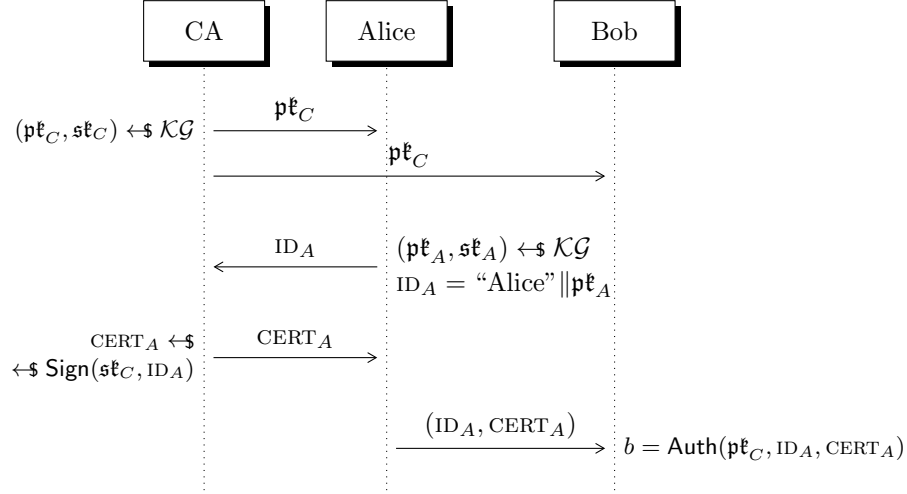 CA Alice Bob
𝔭𝔨_C
(𝔭𝔨_C, 𝔰𝔨_C) ↞$ 𝒦𝒢
𝔭𝔨_C
ID_A
(𝔭𝔨_A, 𝔰𝔨_A) ↞$ 𝒦𝒢
ID_A = “Alice”∥𝔭𝔨_A
CERT_A ↞$
↞$ Sign(𝔰𝔨_C, ID_A)
CERT_A
(ID_A, CERT_A)
b = Auth(𝔭𝔨_C, ID_A, CERT_A)